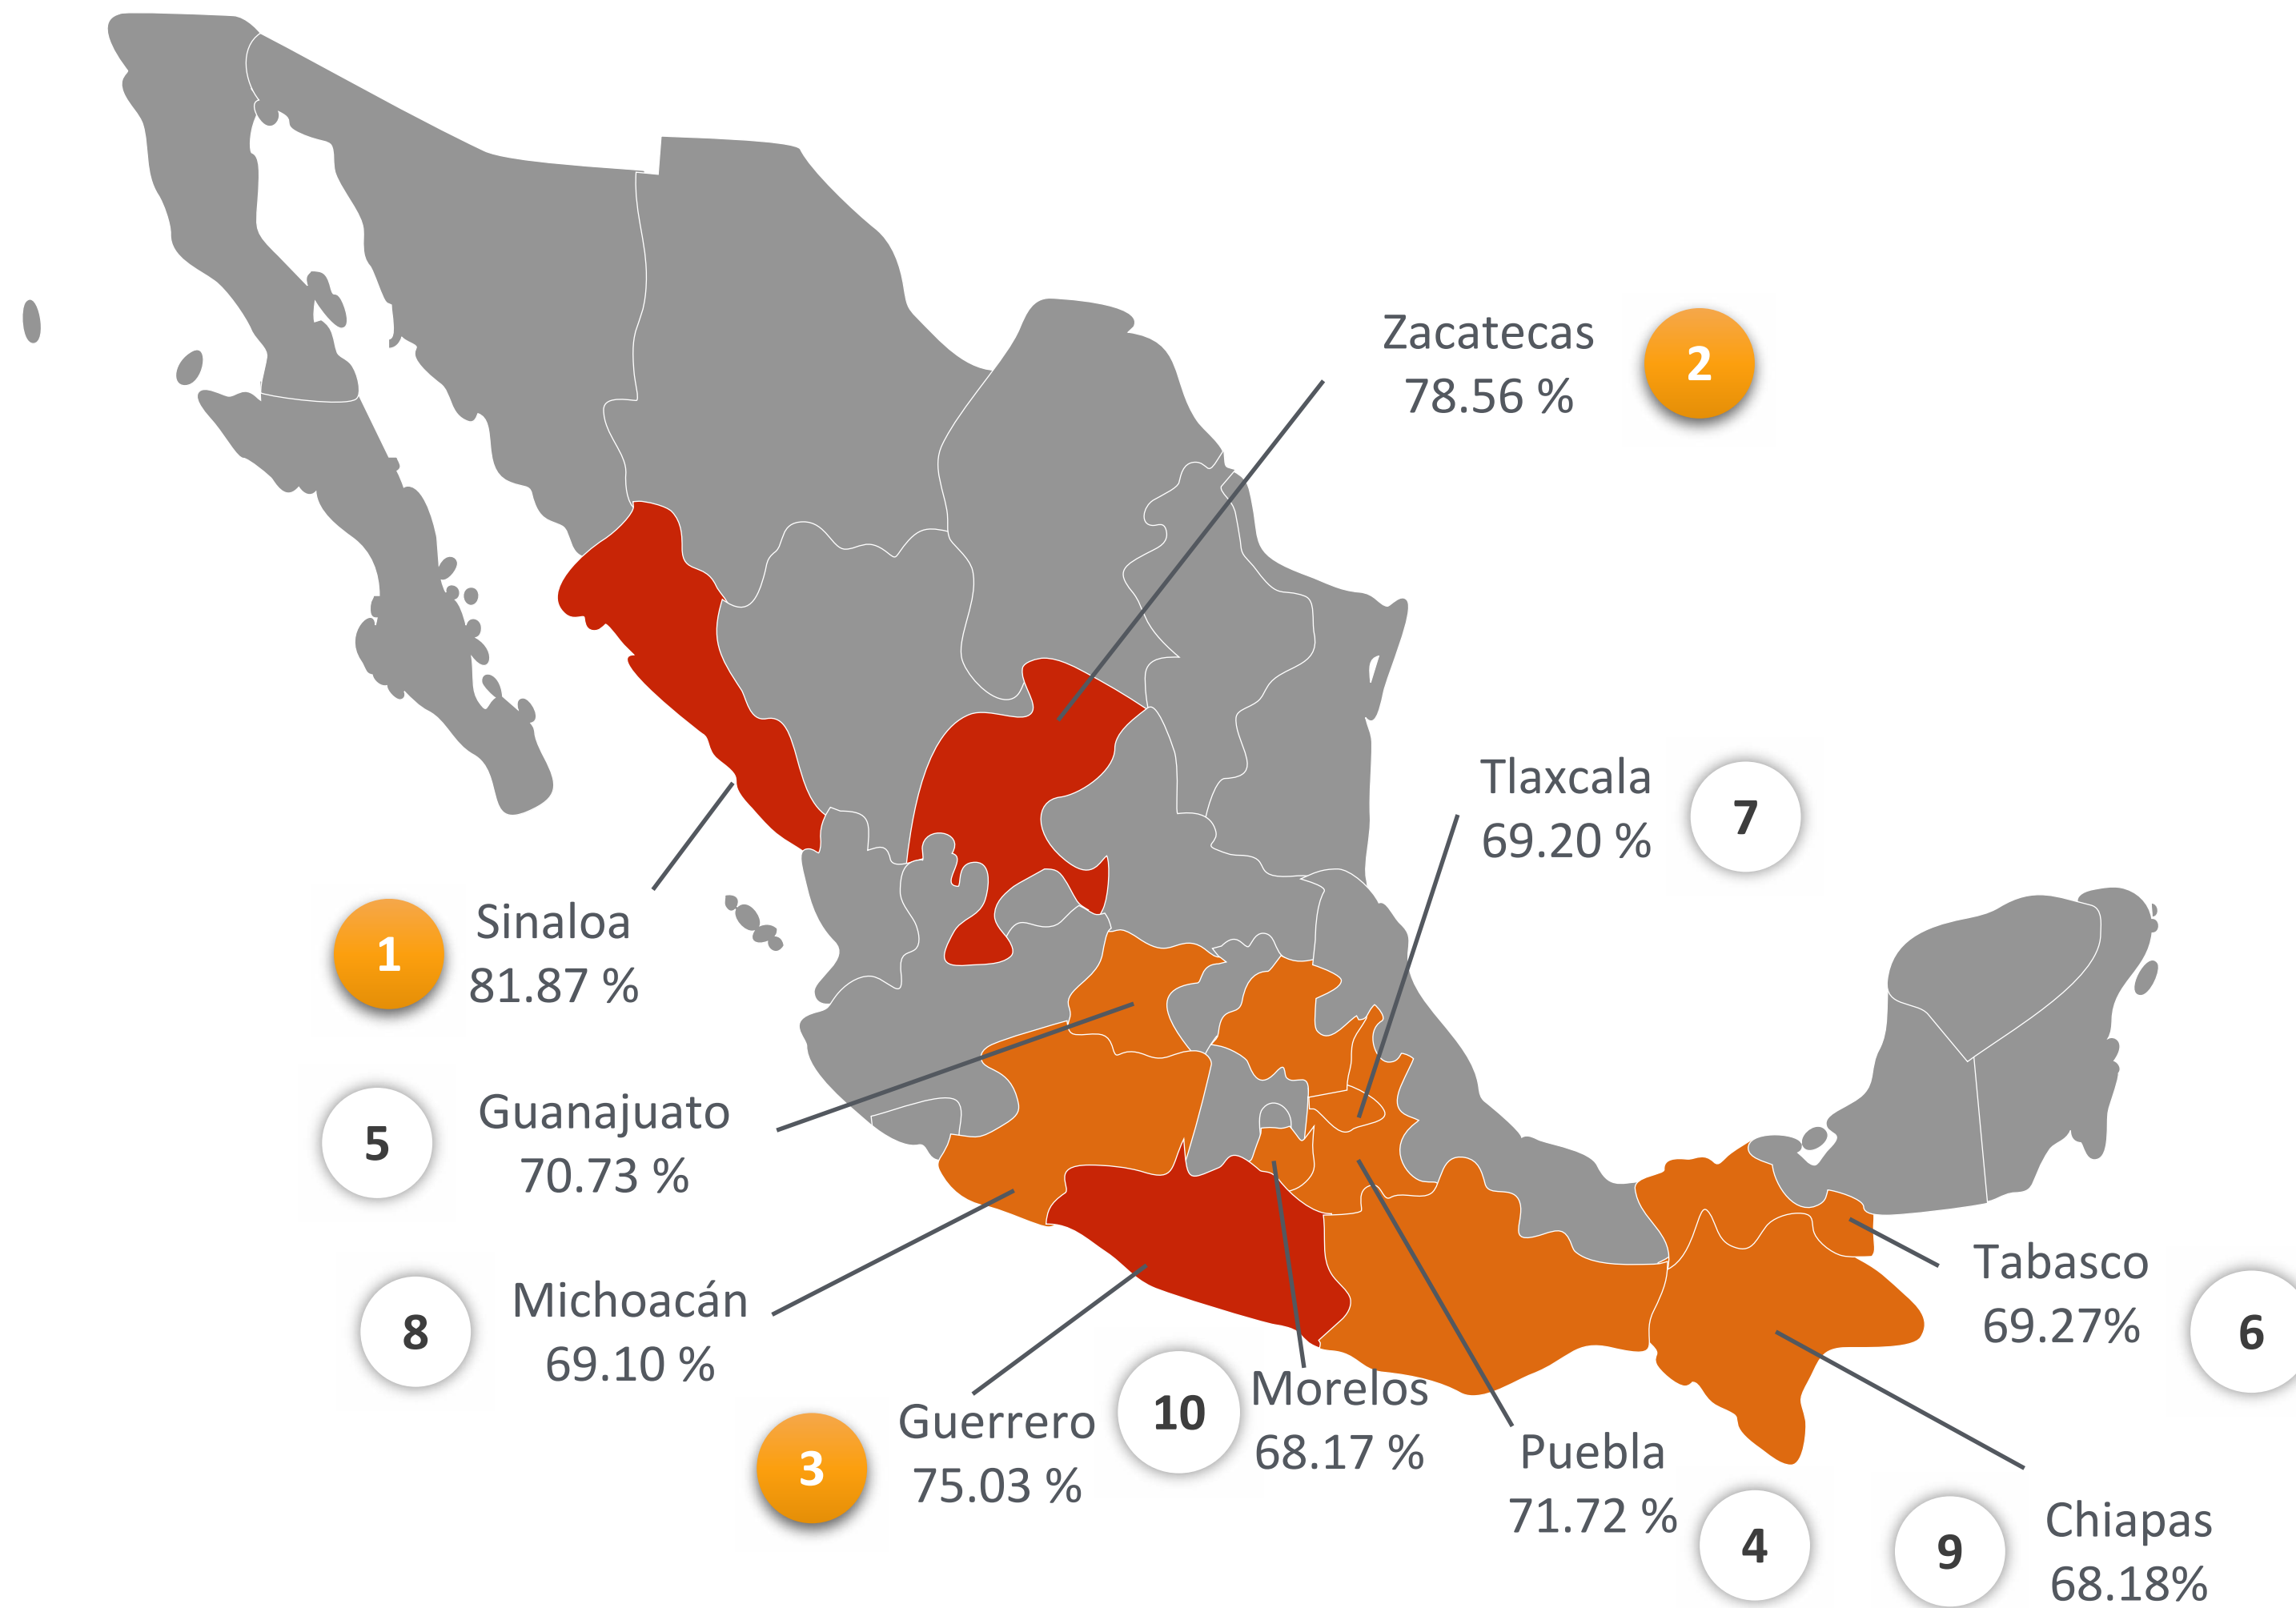 Zacatecas
78.56 %
2
Tlaxcala
69.20 %
7
1
Sinaloa
81.87 %
5
Guanajuato
70.73 %
8
Michoacán
69.10 %
3
Guerrero
75.03 %
10
Morelos
68.17 %
Puebla
71.72 %
4
Tabasco
69.27%
6
9
Chiapas
68.18%